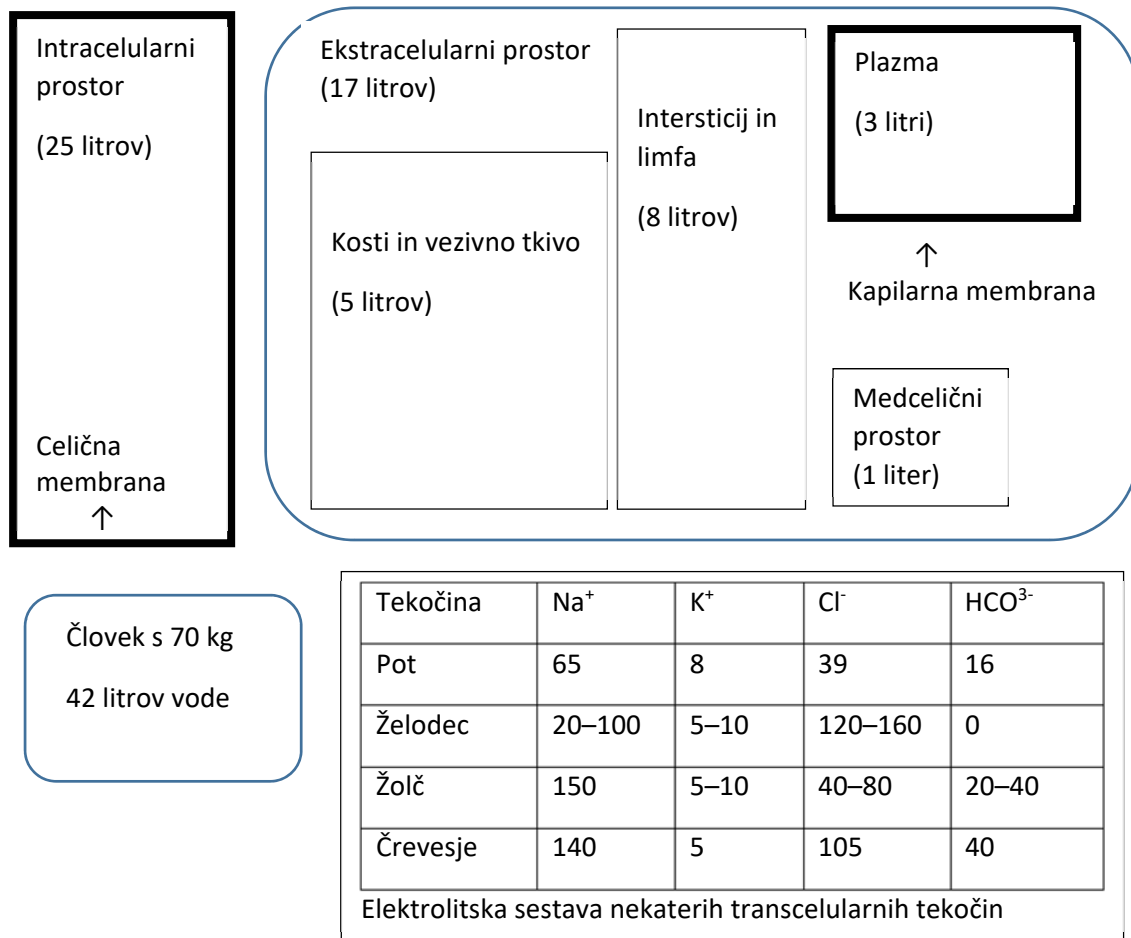 Intracelularni
prostor
(25 litrov)
Celična
membrana
↑
Ekstracelularni prostor
(17 litrov)
Kosti in vezivno tkivo
(5 litrov)
Intersticij in
limfa
(8 litrov)
Plazma
(3 litri)
↑
Kapilarna membrana
Medcelični
prostor
(1 liter)
Človek s 70 kg
42 litrov vode
Tekočina Na⁺ K⁺ Cl⁻ HCO³⁻
Pot 65 8 39 16
Želodec 20–100 5–10 120–160 0
Žolč 150 5–10 40–80 20–40
Črevesje 140 5 105 40
Elektrolitska sestava nekaterih transcelularnih tekočin